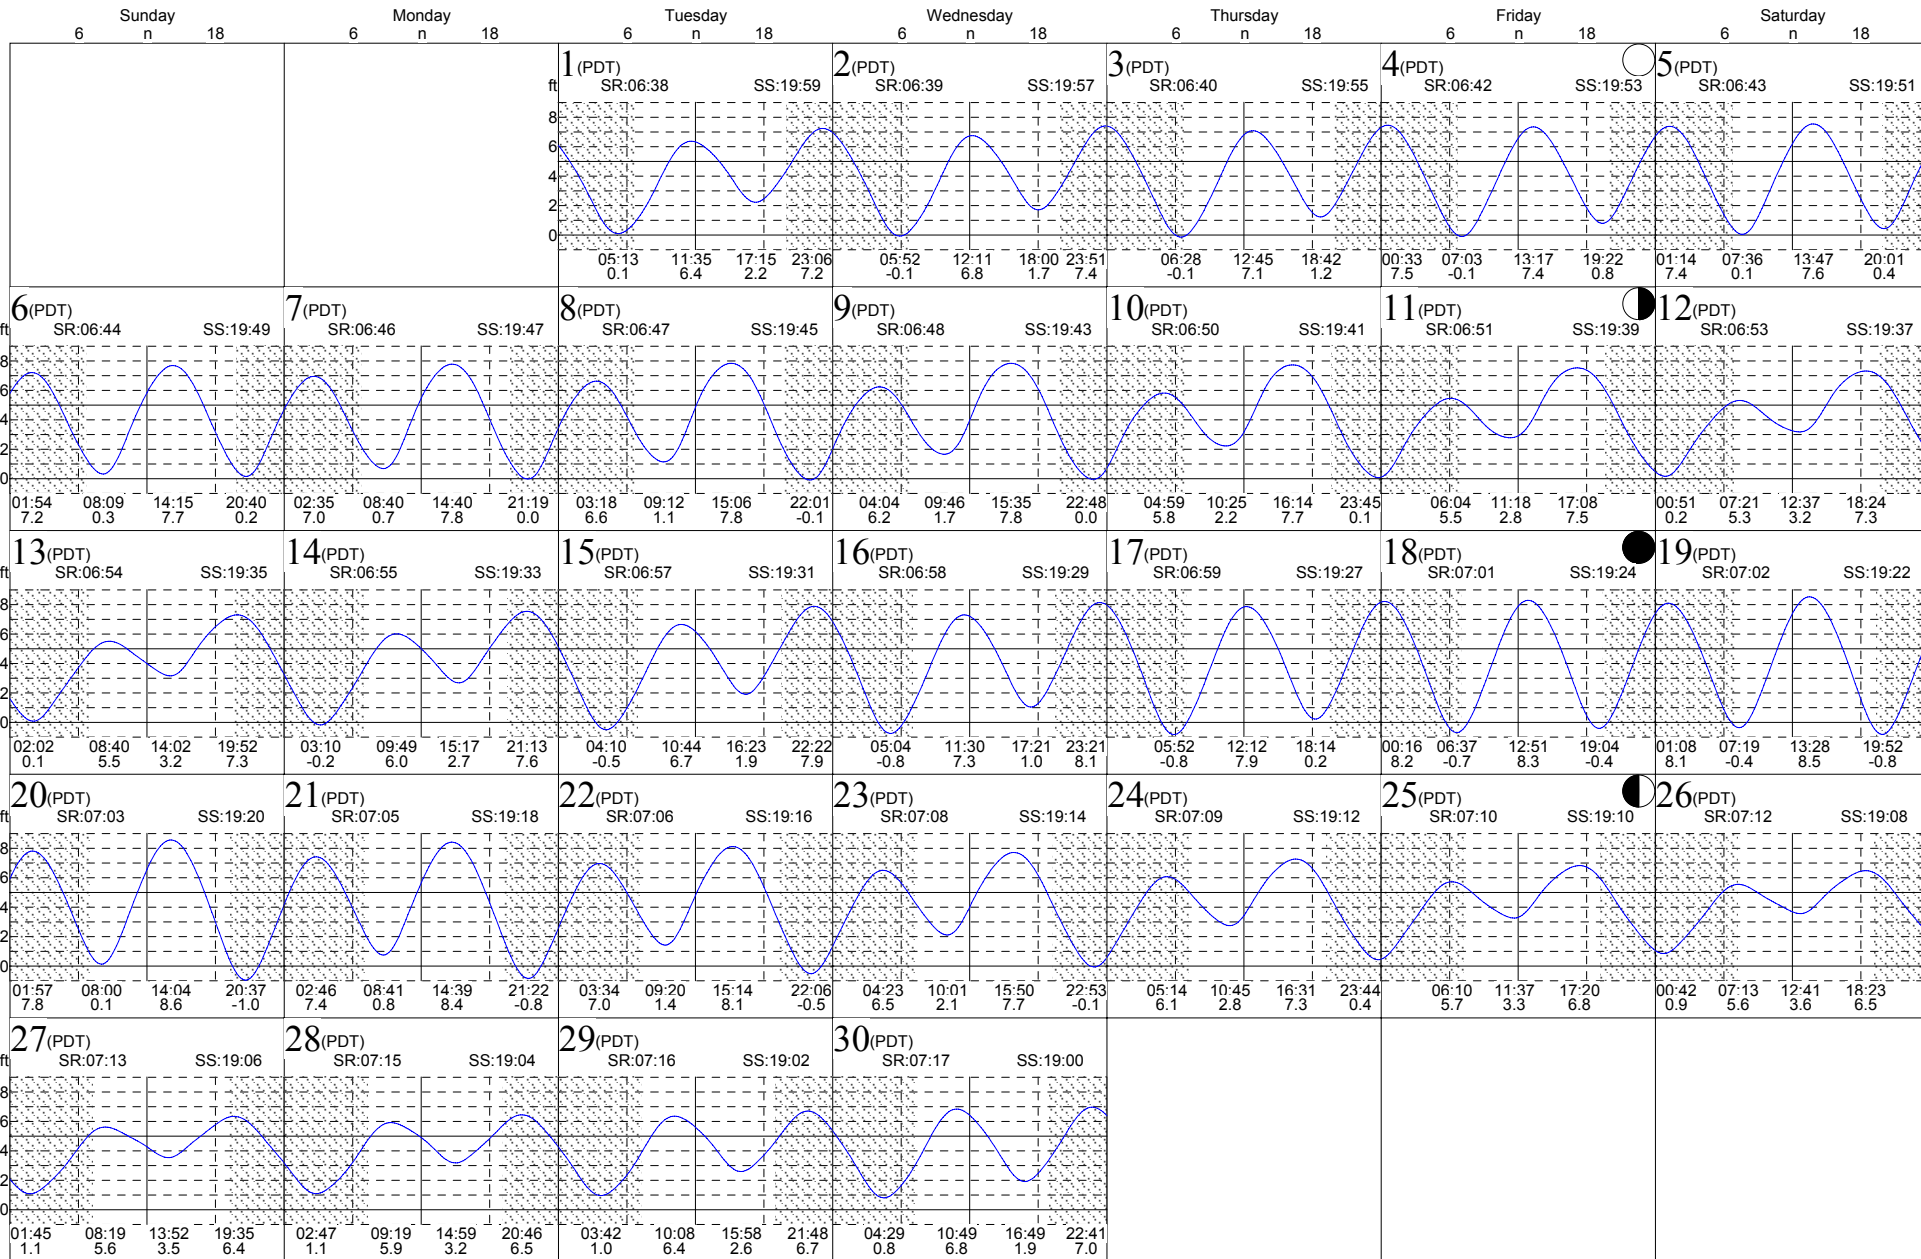 Sunday Monday Tuesday Wednesday Thursday Friday Saturday
6 n 18 6 n 18 6 n 18 6 n 18 6 n 18 6 n 18 6 n 18
1(PDT) 2(PDT) 3(PDT) 4(PDT) 5(PDT)
ft SR:06:38 SS:19:59 SR:06:39 SS:19:57 SR:06:40 SS:19:55 SR:06:42 SS:19:53 SR:06:43 SS:19:51
8
6
4
2
0
05:13 11:35 17:15 23:06 05:52 12:11 18:00 23:51 06:28 12:45 18:42 00:33 07:03 13:17 19:22 01:14 07:36 13:47 20:01
0.1 6.4 2.2 7.2 -0.1 6.8 1.7 7.4 -0.1 7.1 1.2 7.5 -0.1 7.4 0.8 7.4 0.1 7.6 0.4
6(PDT) 7(PDT) 8(PDT) 9(PDT) 10(PDT) 11(PDT) 12(PDT)
ft SR:06:44 SS:19:49 SR:06:46 SS:19:47 SR:06:47 SS:19:45 SR:06:48 SS:19:43 SR:06:50 SS:19:41 SR:06:51 SS:19:39 SR:06:53 SS:19:37
8
6
4
2
0
01:54 08:09 14:15 20:40 02:35 08:40 14:40 21:19 03:18 09:12 15:06 22:01 04:04 09:46 15:35 22:48 04:59 10:25 16:14 23:45 06:04 11:18 17:08 00:51 07:21 12:37 18:24
7.2 0.3 7.7 0.2 7.0 0.7 7.8 0.0 6.6 1.1 7.8 -0.1 6.2 1.7 7.8 0.0 5.8 2.2 7.7 0.1 5.5 2.8 7.5 0.2 5.3 3.2 7.3
13(PDT) 14(PDT) 15(PDT) 16(PDT) 17(PDT) 18(PDT) 19(PDT)
ft SR:06:54 SS:19:35 SR:06:55 SS:19:33 SR:06:57 SS:19:31 SR:06:58 SS:19:29 SR:06:59 SS:19:27 SR:07:01 SS:19:24 SR:07:02 SS:19:22
8
6
4
2
0
02:02 08:40 14:02 19:52 03:10 09:49 15:17 21:13 04:10 10:44 16:23 22:22 05:04 11:30 17:21 23:21 05:52 12:12 18:14 00:16 06:37 12:51 19:04 01:08 07:19 13:28 19:52
0.1 5.5 3.2 7.3 -0.2 6.0 2.7 7.6 -0.5 6.7 1.9 7.9 -0.8 7.3 1.0 8.1 -0.8 7.9 0.2 8.2 -0.7 8.3 -0.4 8.1 -0.4 8.5 -0.8
20(PDT) 21(PDT) 22(PDT) 23(PDT) 24(PDT) 25(PDT) 26(PDT)
ft SR:07:03 SS:19:20 SR:07:05 SS:19:18 SR:07:06 SS:19:16 SR:07:08 SS:19:14 SR:07:09 SS:19:12 SR:07:10 SS:19:10 SR:07:12 SS:19:08
8
6
4
2
0
01:57 08:00 14:04 20:37 02:46 08:41 14:39 21:22 03:34 09:20 15:14 22:06 04:23 10:01 15:50 22:53 05:14 10:45 16:31 23:44 06:10 11:37 17:20 00:42 07:13 12:41 18:23
7.8 0.1 8.6 -1.0 7.4 0.8 8.4 -0.8 7.0 1.4 8.1 -0.5 6.5 2.1 7.7 -0.1 6.1 2.8 7.3 0.4 5.7 3.3 6.8 0.9 5.6 3.6 6.5
27(PDT) 28(PDT) 29(PDT) 30(PDT)
ft SR:07:13 SS:19:06 SR:07:15 SS:19:04 SR:07:16 SS:19:02 SR:07:17 SS:19:00
8
6
4
2
0
01:45 08:19 13:52 19:35 02:47 09:19 14:59 20:46 03:42 10:08 15:58 21:48 04:29 10:49 16:49 22:41
1.1 5.6 3.5 6.4 1.1 5.9 3.2 6.5 1.0 6.4 2.6 6.7 0.8 6.8 1.9 7.0